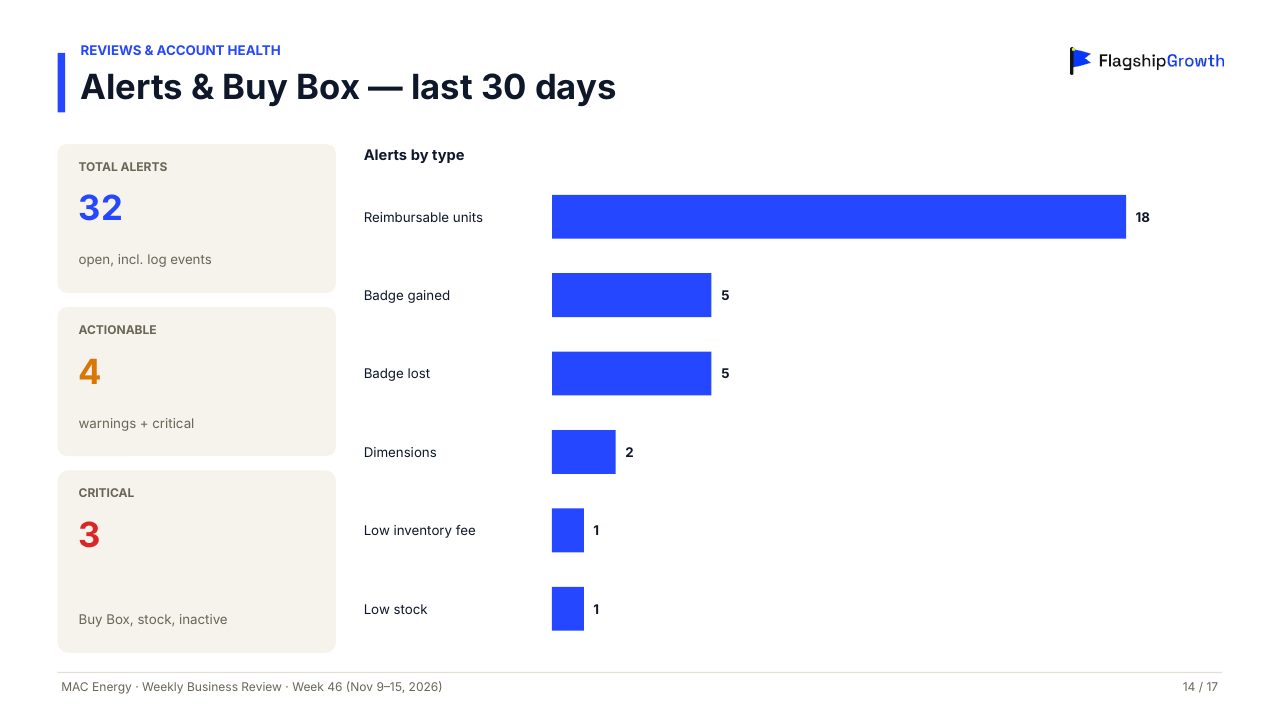 REVIEWS & ACCOUNT HEALTH
Alerts & Buy Box — last 30 days
FlagshipGrowth
TOTAL ALERTS
32
open, incl. log events
ACTIONABLE
4
warnings + critical
CRITICAL
3
Buy Box, stock, inactive
Alerts by type
Reimbursable units 18
Badge gained 5
Badge lost 5
Dimensions 2
Low inventory fee 1
Low stock 1
MAC Energy · Weekly Business Review · Week 46 (Nov 9–15, 2026)
14 / 17